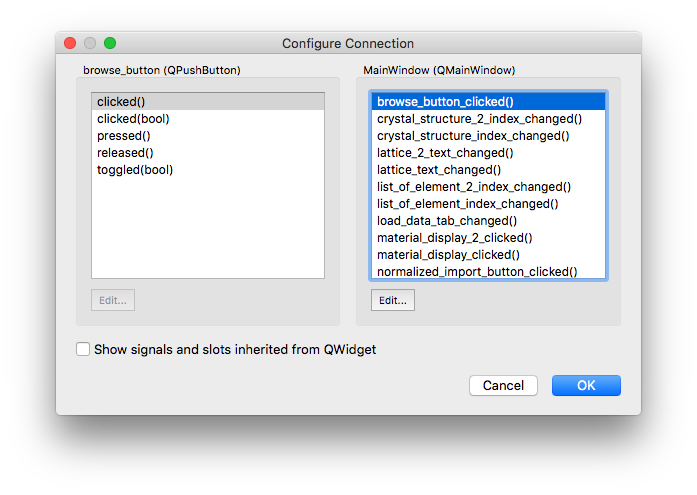 Configure Connection
browse_button (QPushButton)
clicked()
clicked(bool)
pressed()
released()
toggled(bool)
Edit...
MainWindow (QMainWindow)
browse_button_clicked()
crystal_structure_2_index_changed()
crystal_structure_index_changed()
lattice_2_text_changed()
lattice_text_changed()
list_of_element_2_index_changed()
list_of_element_index_changed()
load_data_tab_changed()
material_display_2_clicked()
material_display_clicked()
normalized_import_button_clicked()
Edit...
Show signals and slots inherited from QWidget
Cancel
OK